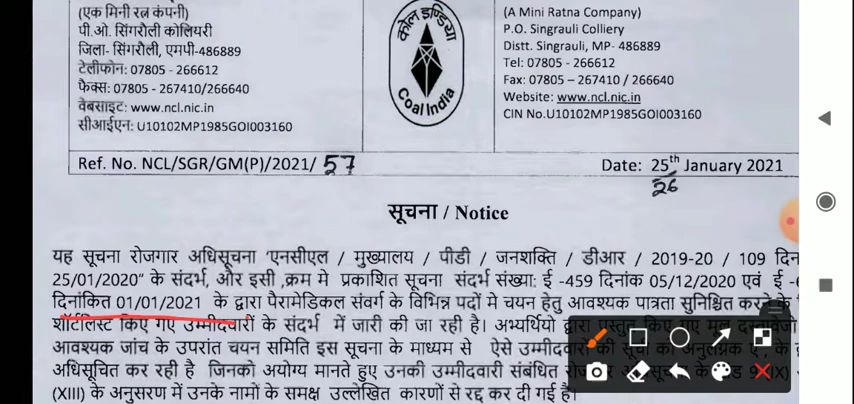 (एक मिनी रत्न कंपनी)
पी.ओ. सिंगरौली कोलियरी
जिला- सिंगरौली, एमपी-486889
टेलीफोन: 07805 - 266612
फैक्स: 07805 - 267410/266640
वेबसाइट: www.ncl.nic.in
सीआईएन: U10102MP1985GOI003160
कोल इण्डिया
Coal India
(A Mini Ratna Company)
P.O. Singrauli Colliery
Distt. Singrauli, MP- 486889
Tel: 07805 - 266612
Fax: 07805 – 267410 / 266640
Website: www.ncl.nic.in
CIN No.U10102MP1985GOI003160
Ref. No. NCL/SGR/GM(P)/2021/ 57
Date: 25th January 2021
26
सूचना / Notice
यह सूचना रोजगार अधिसूचना 'एनसीएल / मुख्यालय / पीडी / जनशक्ति / डीआर / 2019-20 / 109
25/01/2020" के संदर्भ, और इसी ,क्रम मे प्रकाशित सूचना संदर्भ संख्या: ई -459 दिनांक 05/12/2020 एवं ई
दिनांकित 01/01/2021 के द्वारा पैरामेडिकल संवर्ग के विभिन्न पदों मे चयन हेतु आवश्यक पात्रता सुनिश्चित करने के
शॉर्टलिस्ट किए गए उम्मीदवारों के संदर्भ में जारी की जा रही है। अभ्यर्थियो द्वारा प्रस्तुत किए गए मूल
आवश्यक जांच के उपरांत चयन समिति इस सूचना के माध्यम से ऐसे उम्मीदवारों की सूची
अधिसूचित कर रही है जिनको अयोग्य मानते हुए उनकी उम्मीदवारी संबंधित
(XIII) के अनुसरण में उनके नामों के समक्ष उल्लेखित कारणों से रद्द कर दी गई है।